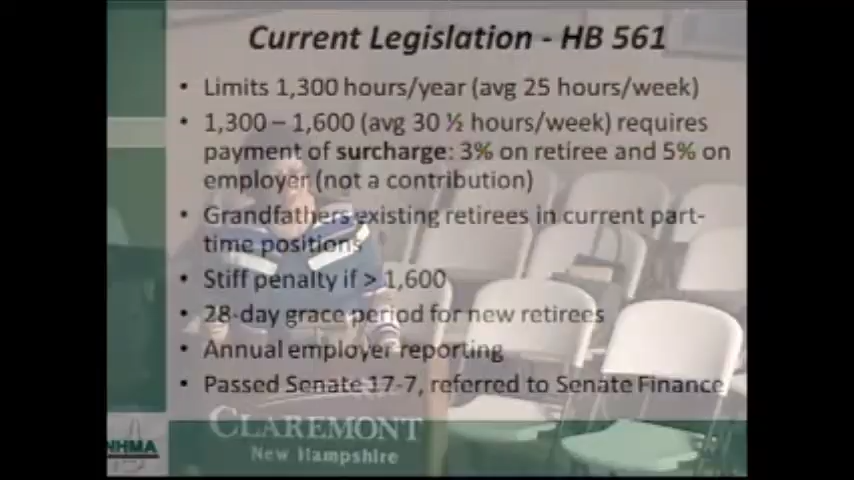 Current Legislation - HB 561
• Limits 1,300 hours/year (avg 25 hours/week)
• 1,300 – 1,600 (avg 30 ½ hours/week) requires
payment of surcharge: 3% on retiree and 5% on
employer (not a contribution)
• Grandfathers existing retirees in current part-
time positions
• Stiff penalty if > 1,600
• 28-day grace period for new retirees
• Annual employer reporting
• Passed Senate 17-7, referred to Senate Finance
CLAREMONT
New Hampshire
NHMA